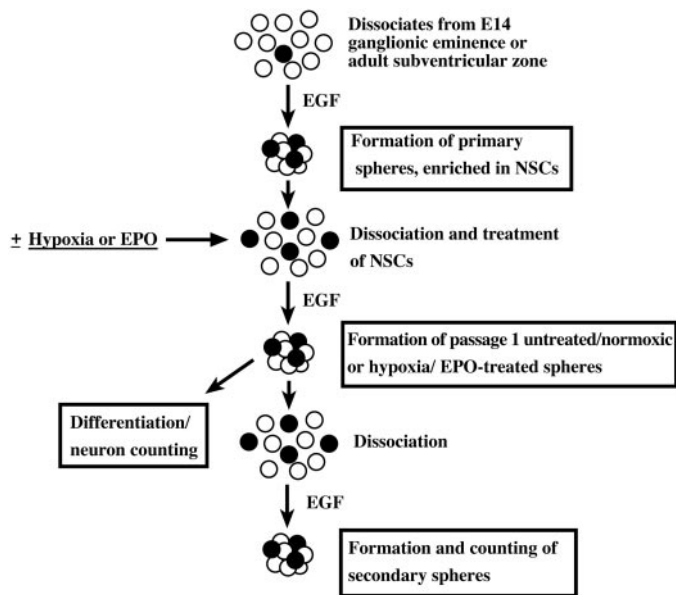 Dissociates from E14
ganglionic eminence or
adult subventricular zone
EGF
Formation of primary
spheres, enriched in NSCs
± Hypoxia or EPO
Dissociation and treatment
of NSCs
EGF
Formation of passage 1 untreated/normoxic
or hypoxia/ EPO-treated spheres
Differentiation/
neuron counting
Dissociation
EGF
Formation and counting of
secondary spheres